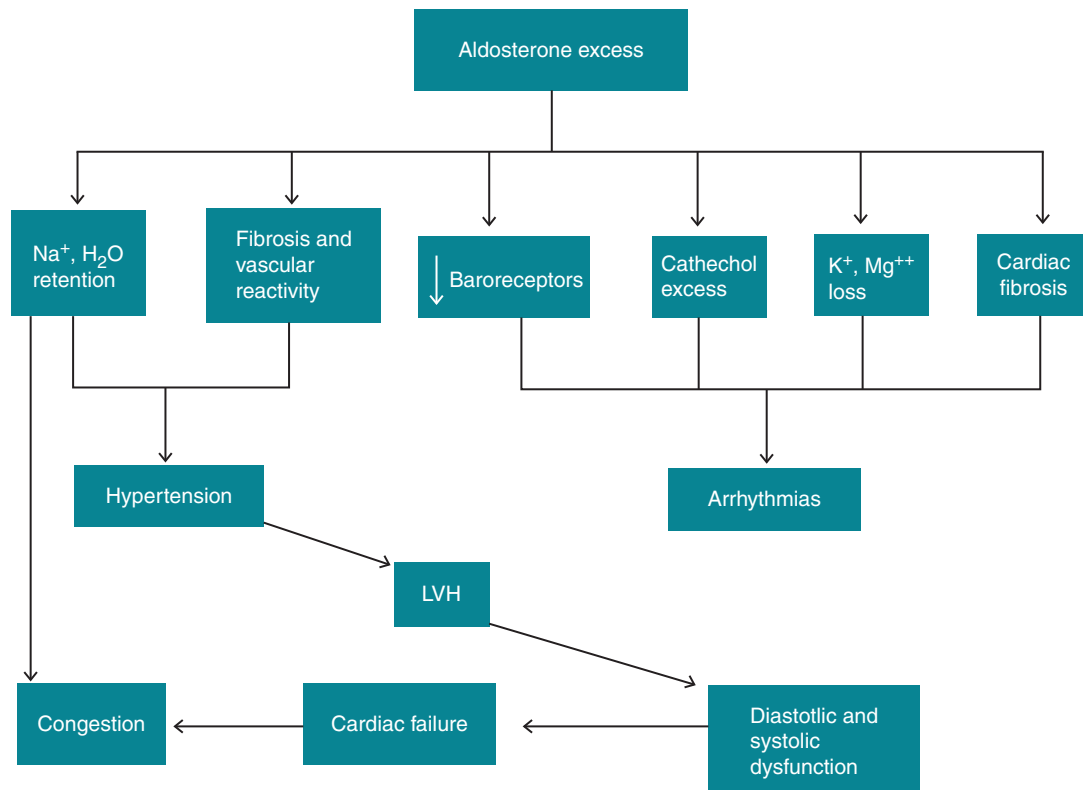 Aldosterone excess
Na⁺, H₂O
retention
Fibrosis and
vascular
reactivity
↓ Baroreceptors
Cathechol
excess
K⁺, Mg⁺⁺
loss
Cardiac
fibrosis
Hypertension
Arrhythmias
LVH
Congestion
Cardiac failure
Diastotlic and
systolic
dysfunction